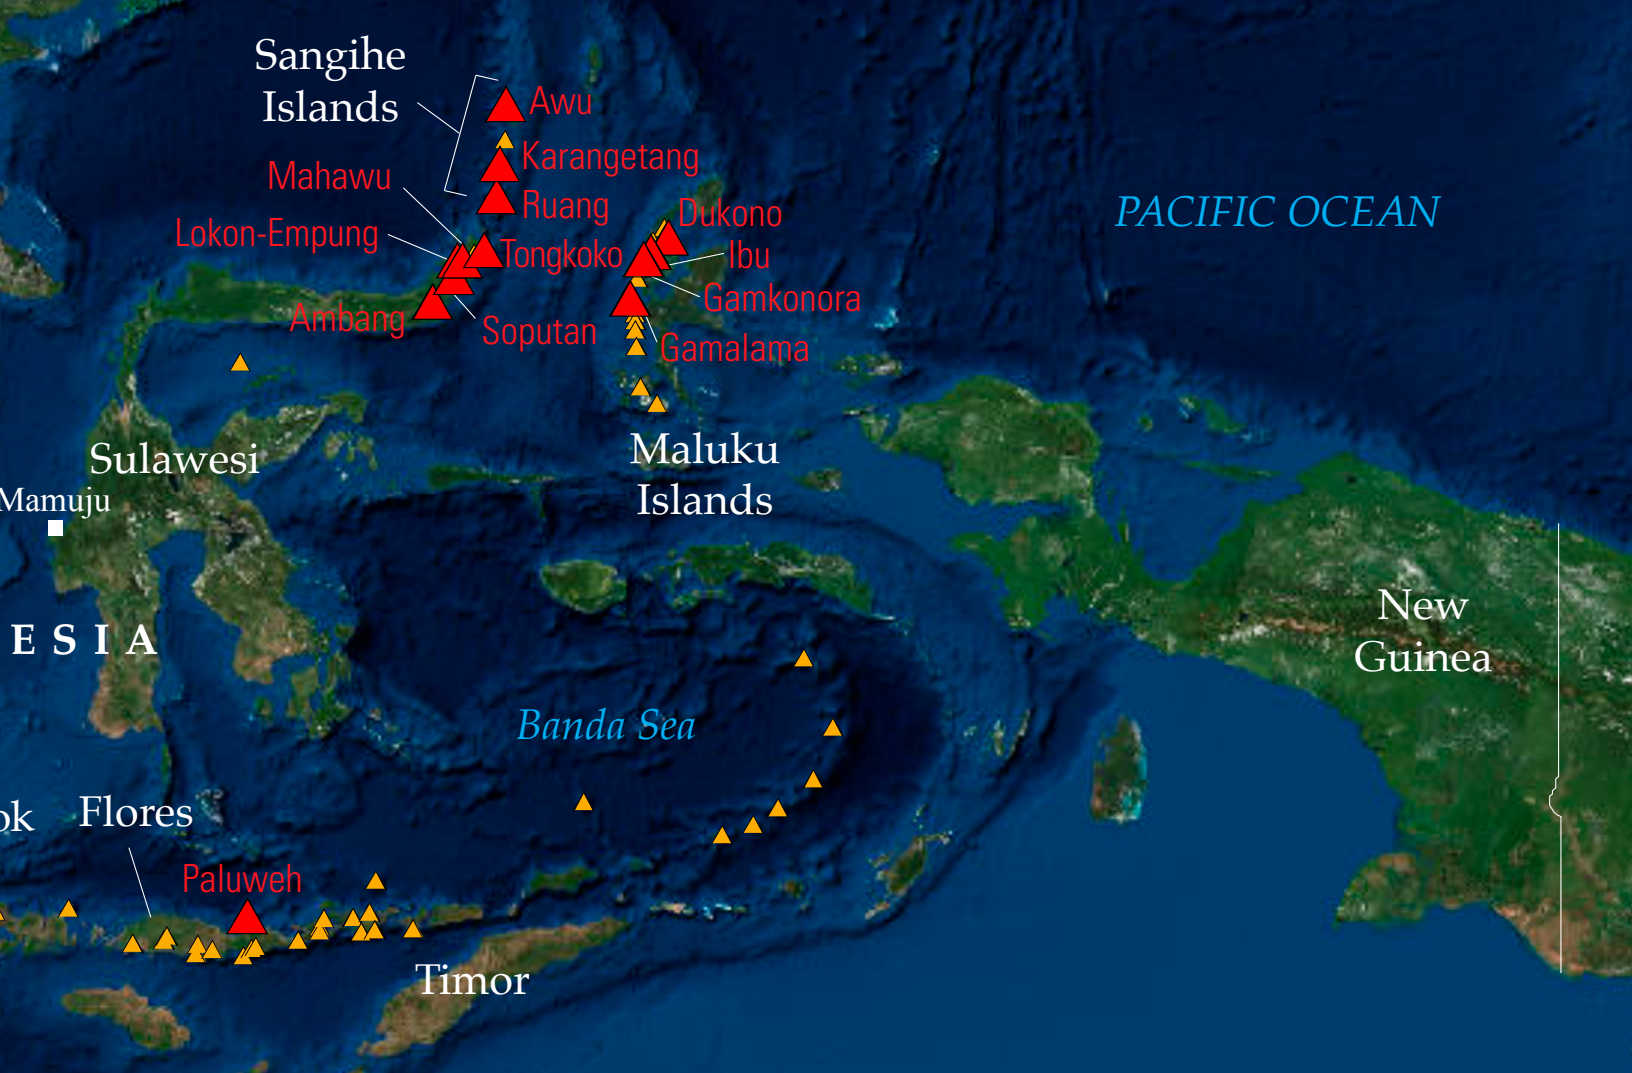 Sangihe
Islands
Awu
Karangetang
Mahawu
Ruang
Dukono
PACIFIC OCEAN
Lokon-Empung
Tongkoko
Ibu
Gamkonora
Ambang
Soputan
Gamalama
Sulawesi
Maluku
Islands
Mamuju
New
Guinea
ESIA
Banda Sea
ok
Flores
Paluweh
Timor